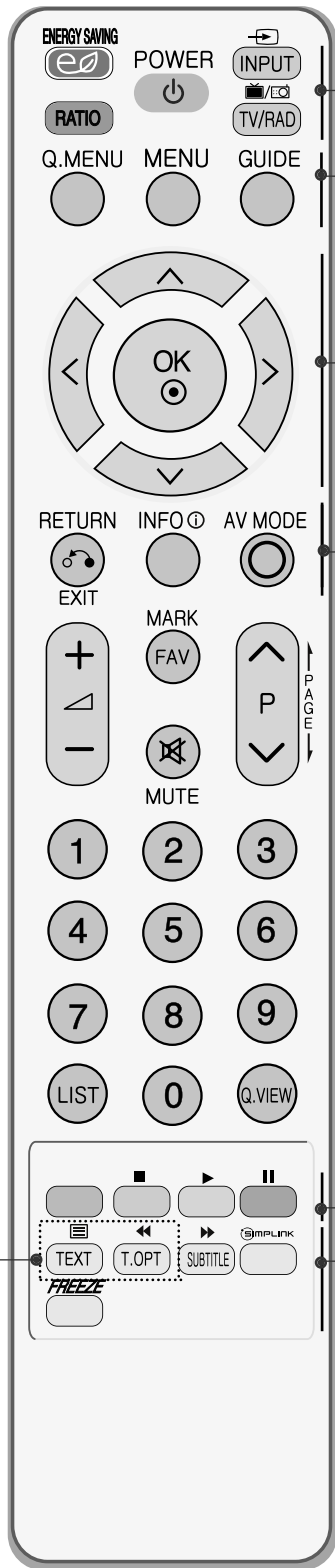 ENERGY SAVING
POWER
INPUT
RATIO
TV/RAD
Q.MENU MENU GUIDE
OK
RETURN INFO i AV MODE
EXIT
MARK
FAV
P
PAGE
MUTE
1 2 3
4 5 6
7 8 9
LIST 0 Q.VIEW
SIMPLINK
TEXT T.OPT SUBTITLE
FREEZE